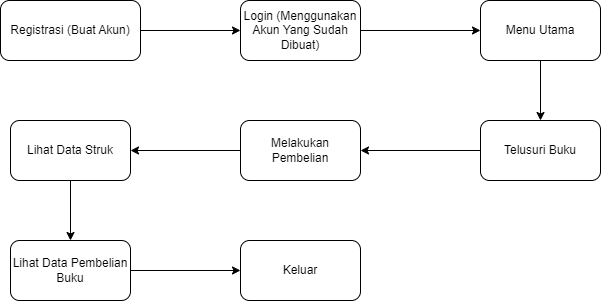 Registrasi (Buat Akun)
Login (Menggunakan
Akun Yang Sudah
Dibuat)
Menu Utama
Telusuri Buku
Melakukan
Pembelian
Lihat Data Struk
Lihat Data Pembelian
Buku
Keluar